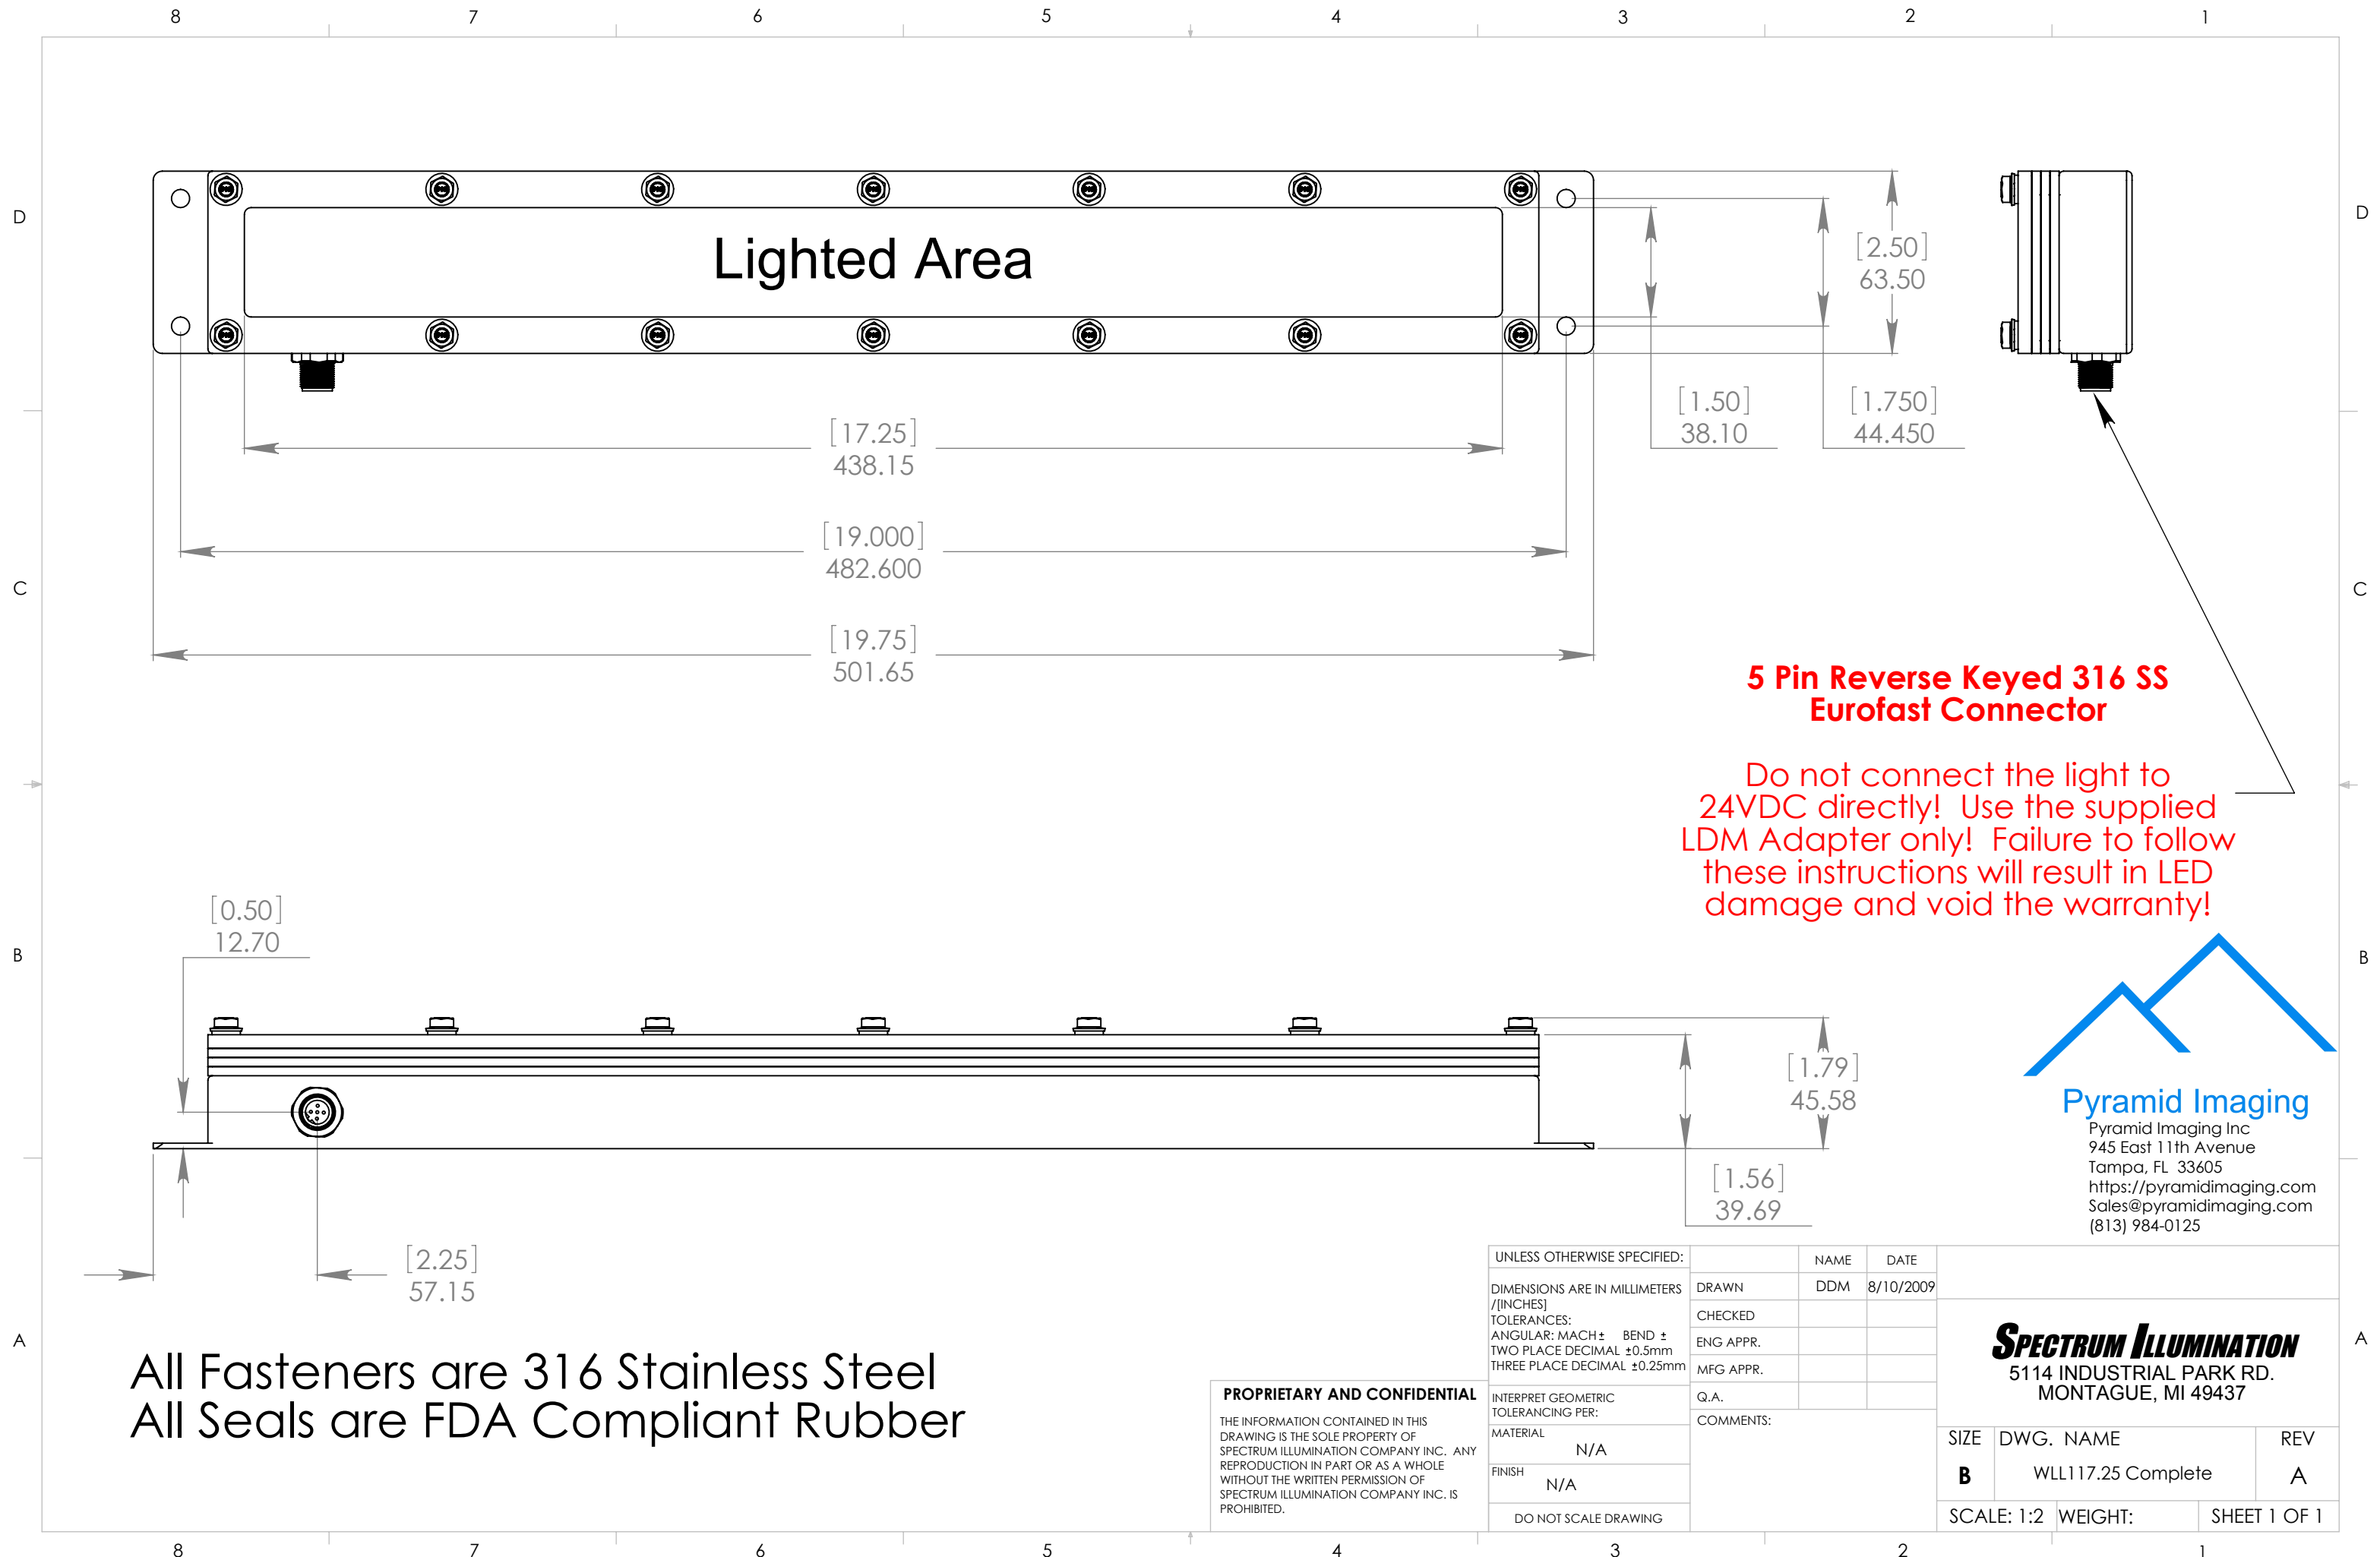 8 7 6 5 4 3 2 1
D D
Lighted Area
[2.50]
63.50
[1.50]
38.10
[1.750]
44.450
[17.25]
438.15
[19.000]
482.600
C C
[19.75]
501.65
5 Pin Reverse Keyed 316 SS
Eurofast Connector
Do not connect the light to
24VDC directly! Use the supplied
LDM Adapter only! Failure to follow
these instructions will result in LED
damage and void the warranty!
[0.50]
12.70
B B
[1.79]
45.58
[1.56]
39.69
[2.25]
57.15
Pyramid Imaging
Pyramid Imaging Inc
945 East 11th Avenue
Tampa, FL 33605
https://pyramidimaging.com
Sales@pyramidimaging.com
(813) 984-0125
A A
All Fasteners are 316 Stainless Steel
All Seals are FDA Compliant Rubber
PROPRIETARY AND CONFIDENTIAL
THE INFORMATION CONTAINED IN THIS
DRAWING IS THE SOLE PROPERTY OF
SPECTRUM ILLUMINATION COMPANY INC. ANY
REPRODUCTION IN PART OR AS A WHOLE
WITHOUT THE WRITTEN PERMISSION OF
SPECTRUM ILLUMINATION COMPANY INC. IS
PROHIBITED.
UNLESS OTHERWISE SPECIFIED:
DIMENSIONS ARE IN MILLIMETERS
/[INCHES]
TOLERANCES:
ANGULAR: MACH± BEND ±
TWO PLACE DECIMAL ±0.5mm
THREE PLACE DECIMAL ±0.25mm
INTERPRET GEOMETRIC
TOLERANCING PER:
MATERIAL
N/A
FINISH
N/A
DO NOT SCALE DRAWING
NAME DATE
DRAWN DDM 8/10/2009
CHECKED
ENG APPR.
MFG APPR.
Q.A.
COMMENTS:
SPECTRUM ILLUMINATION
5114 INDUSTRIAL PARK RD.
MONTAGUE, MI 49437
SIZE DWG. NAME REV
B WLL117.25 Complete A
SCALE: 1:2 WEIGHT: SHEET 1 OF 1
8 7 6 5 4 3 2 1